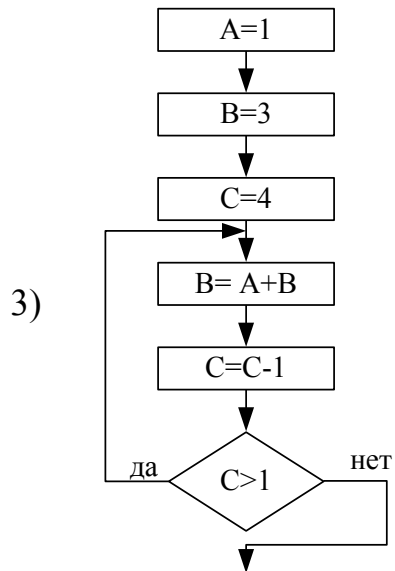 A=1
B=3
C=4
3)
B= A+B
C=C-1
да
C>1
нет